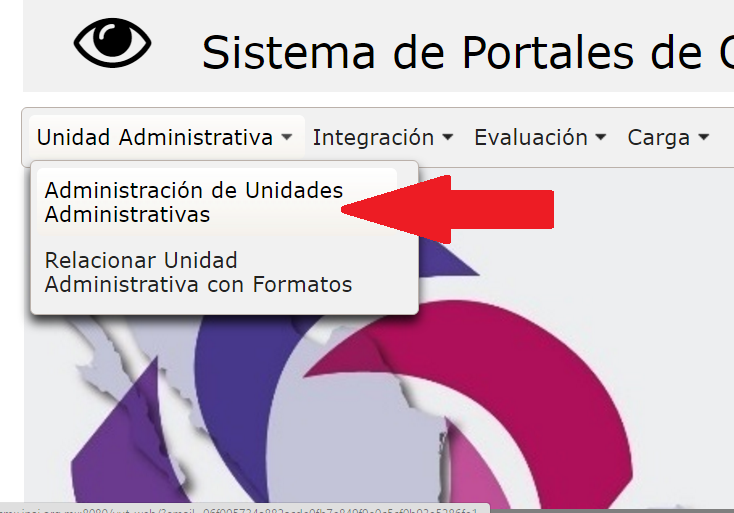 Sistema de Portales de
Unidad Administrativa Integración Evaluación Carga
Administración de Unidades
Administrativas
Relacionar Unidad
Administrativa con Formatos